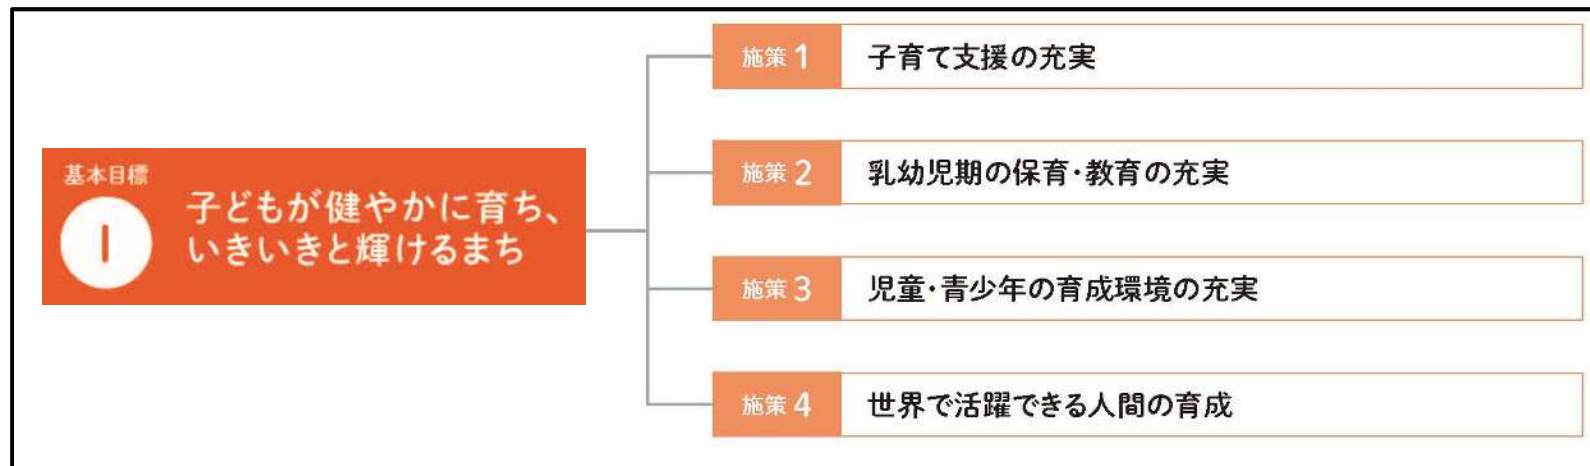 基本目標
1
子どもが健やかに育ち、
いきいきと輝けるまち
施策 1 子育て支援の充実
施策 2 乳幼児期の保育・教育の充実
施策 3 児童・青少年の育成環境の充実
施策 4 世界で活躍できる人間の育成